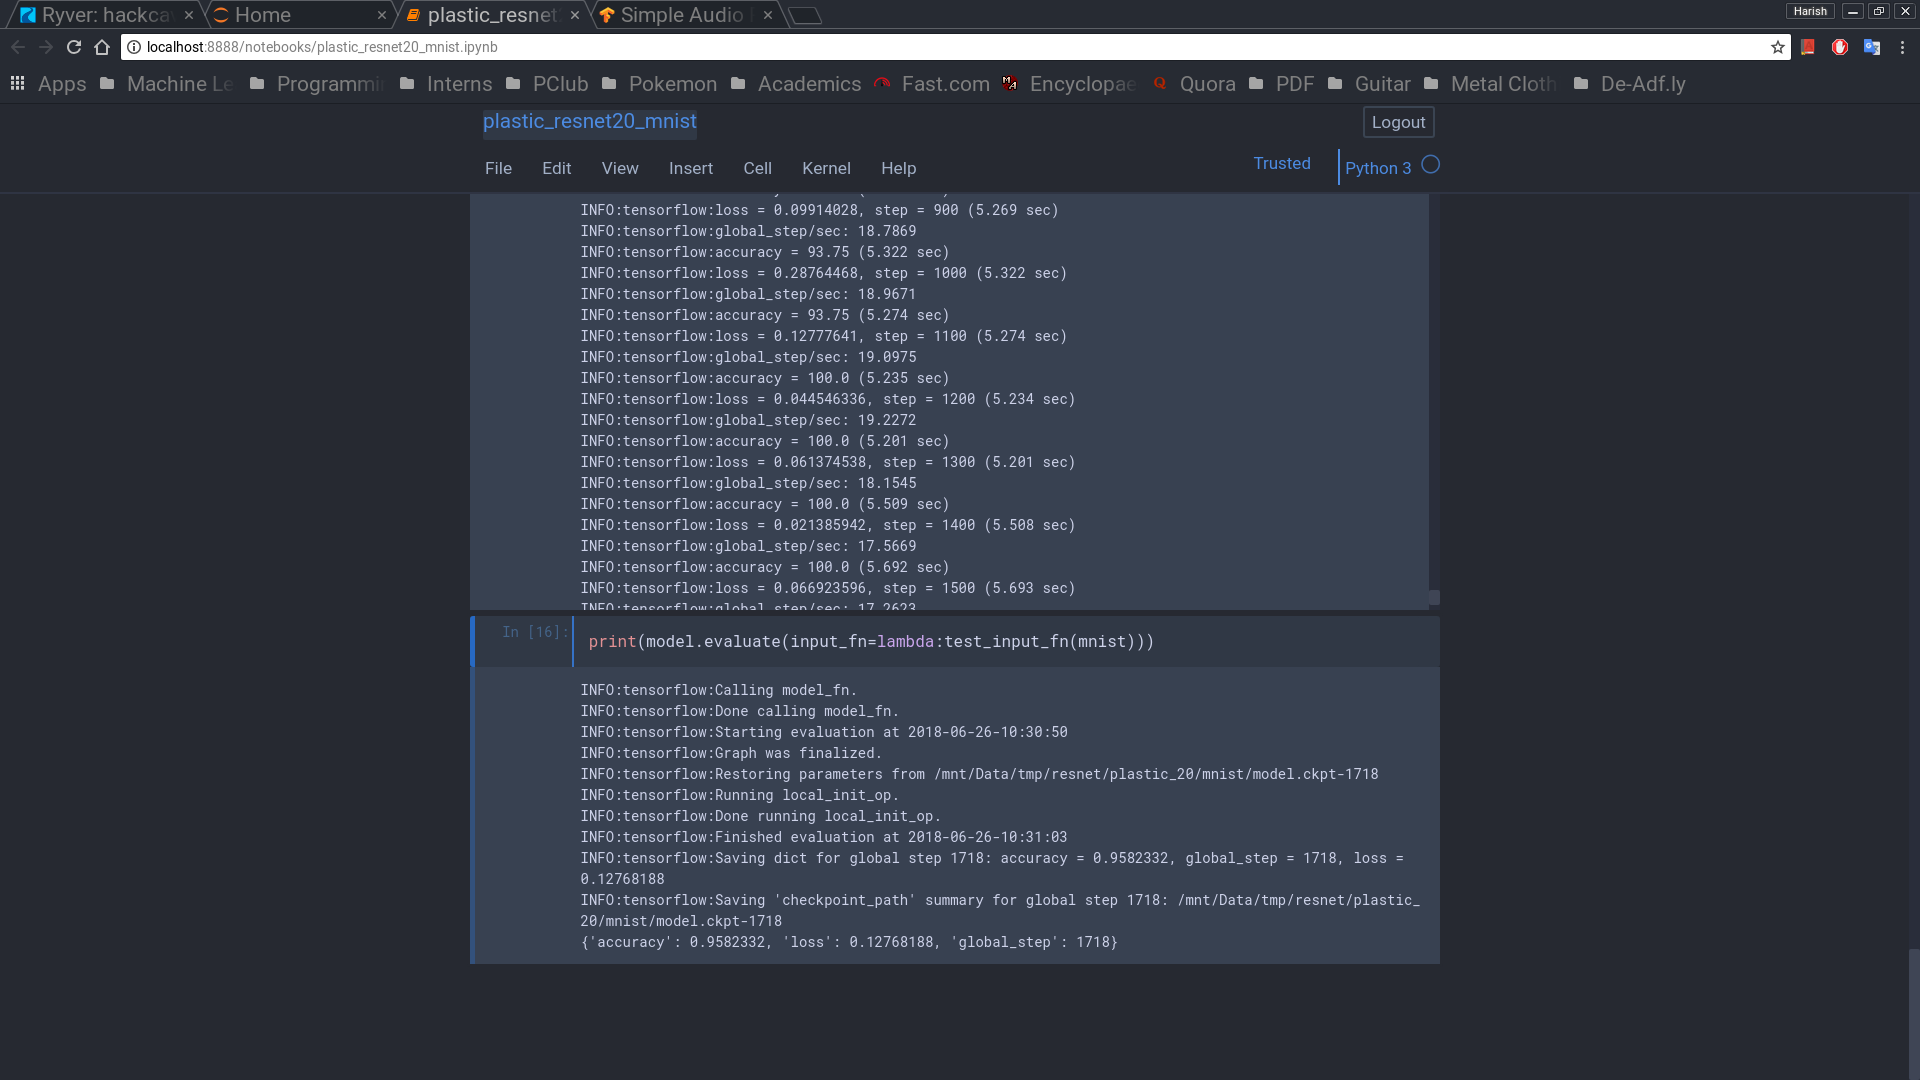 Ryver: hackca
Home
plastic_resnet
Simple Audio
Harish
localhost:8888/notebooks/plastic_resnet20_mnist.ipynb
Apps Machine Le Programmi Interns PClub Pokemon Academics Fast.com Encyclopae Quora PDF Guitar Metal Cloth De-Adf.ly
plastic_resnet20_mnist
Logout
File Edit View Insert Cell Kernel Help
Trusted
Python 3
INFO:tensorflow:loss = 0.09914028, step = 900 (5.269 sec)
INFO:tensorflow:global_step/sec: 18.7869
INFO:tensorflow:accuracy = 93.75 (5.322 sec)
INFO:tensorflow:loss = 0.28764468, step = 1000 (5.322 sec)
INFO:tensorflow:global_step/sec: 18.9671
INFO:tensorflow:accuracy = 93.75 (5.274 sec)
INFO:tensorflow:loss = 0.12777641, step = 1100 (5.274 sec)
INFO:tensorflow:global_step/sec: 19.0975
INFO:tensorflow:accuracy = 100.0 (5.235 sec)
INFO:tensorflow:loss = 0.044546336, step = 1200 (5.234 sec)
INFO:tensorflow:global_step/sec: 19.2272
INFO:tensorflow:accuracy = 100.0 (5.201 sec)
INFO:tensorflow:loss = 0.061374538, step = 1300 (5.201 sec)
INFO:tensorflow:global_step/sec: 18.1545
INFO:tensorflow:accuracy = 100.0 (5.509 sec)
INFO:tensorflow:loss = 0.021385942, step = 1400 (5.508 sec)
INFO:tensorflow:global_step/sec: 17.5669
INFO:tensorflow:accuracy = 100.0 (5.692 sec)
INFO:tensorflow:loss = 0.066923596, step = 1500 (5.693 sec)
INFO:tensorflow:global_step/sec: 17.2623
In [16]:
print(model.evaluate(input_fn=lambda:test_input_fn(mnist)))
INFO:tensorflow:Calling model_fn.
INFO:tensorflow:Done calling model_fn.
INFO:tensorflow:Starting evaluation at 2018-06-26-10:30:50
INFO:tensorflow:Graph was finalized.
INFO:tensorflow:Restoring parameters from /mnt/Data/tmp/resnet/plastic_20/mnist/model.ckpt-1718
INFO:tensorflow:Running local_init_op.
INFO:tensorflow:Done running local_init_op.
INFO:tensorflow:Finished evaluation at 2018-06-26-10:31:03
INFO:tensorflow:Saving dict for global step 1718: accuracy = 0.9582332, global_step = 1718, loss =
0.12768188
INFO:tensorflow:Saving 'checkpoint_path' summary for global step 1718: /mnt/Data/tmp/resnet/plastic_
20/mnist/model.ckpt-1718
{'accuracy': 0.9582332, 'loss': 0.12768188, 'global_step': 1718}